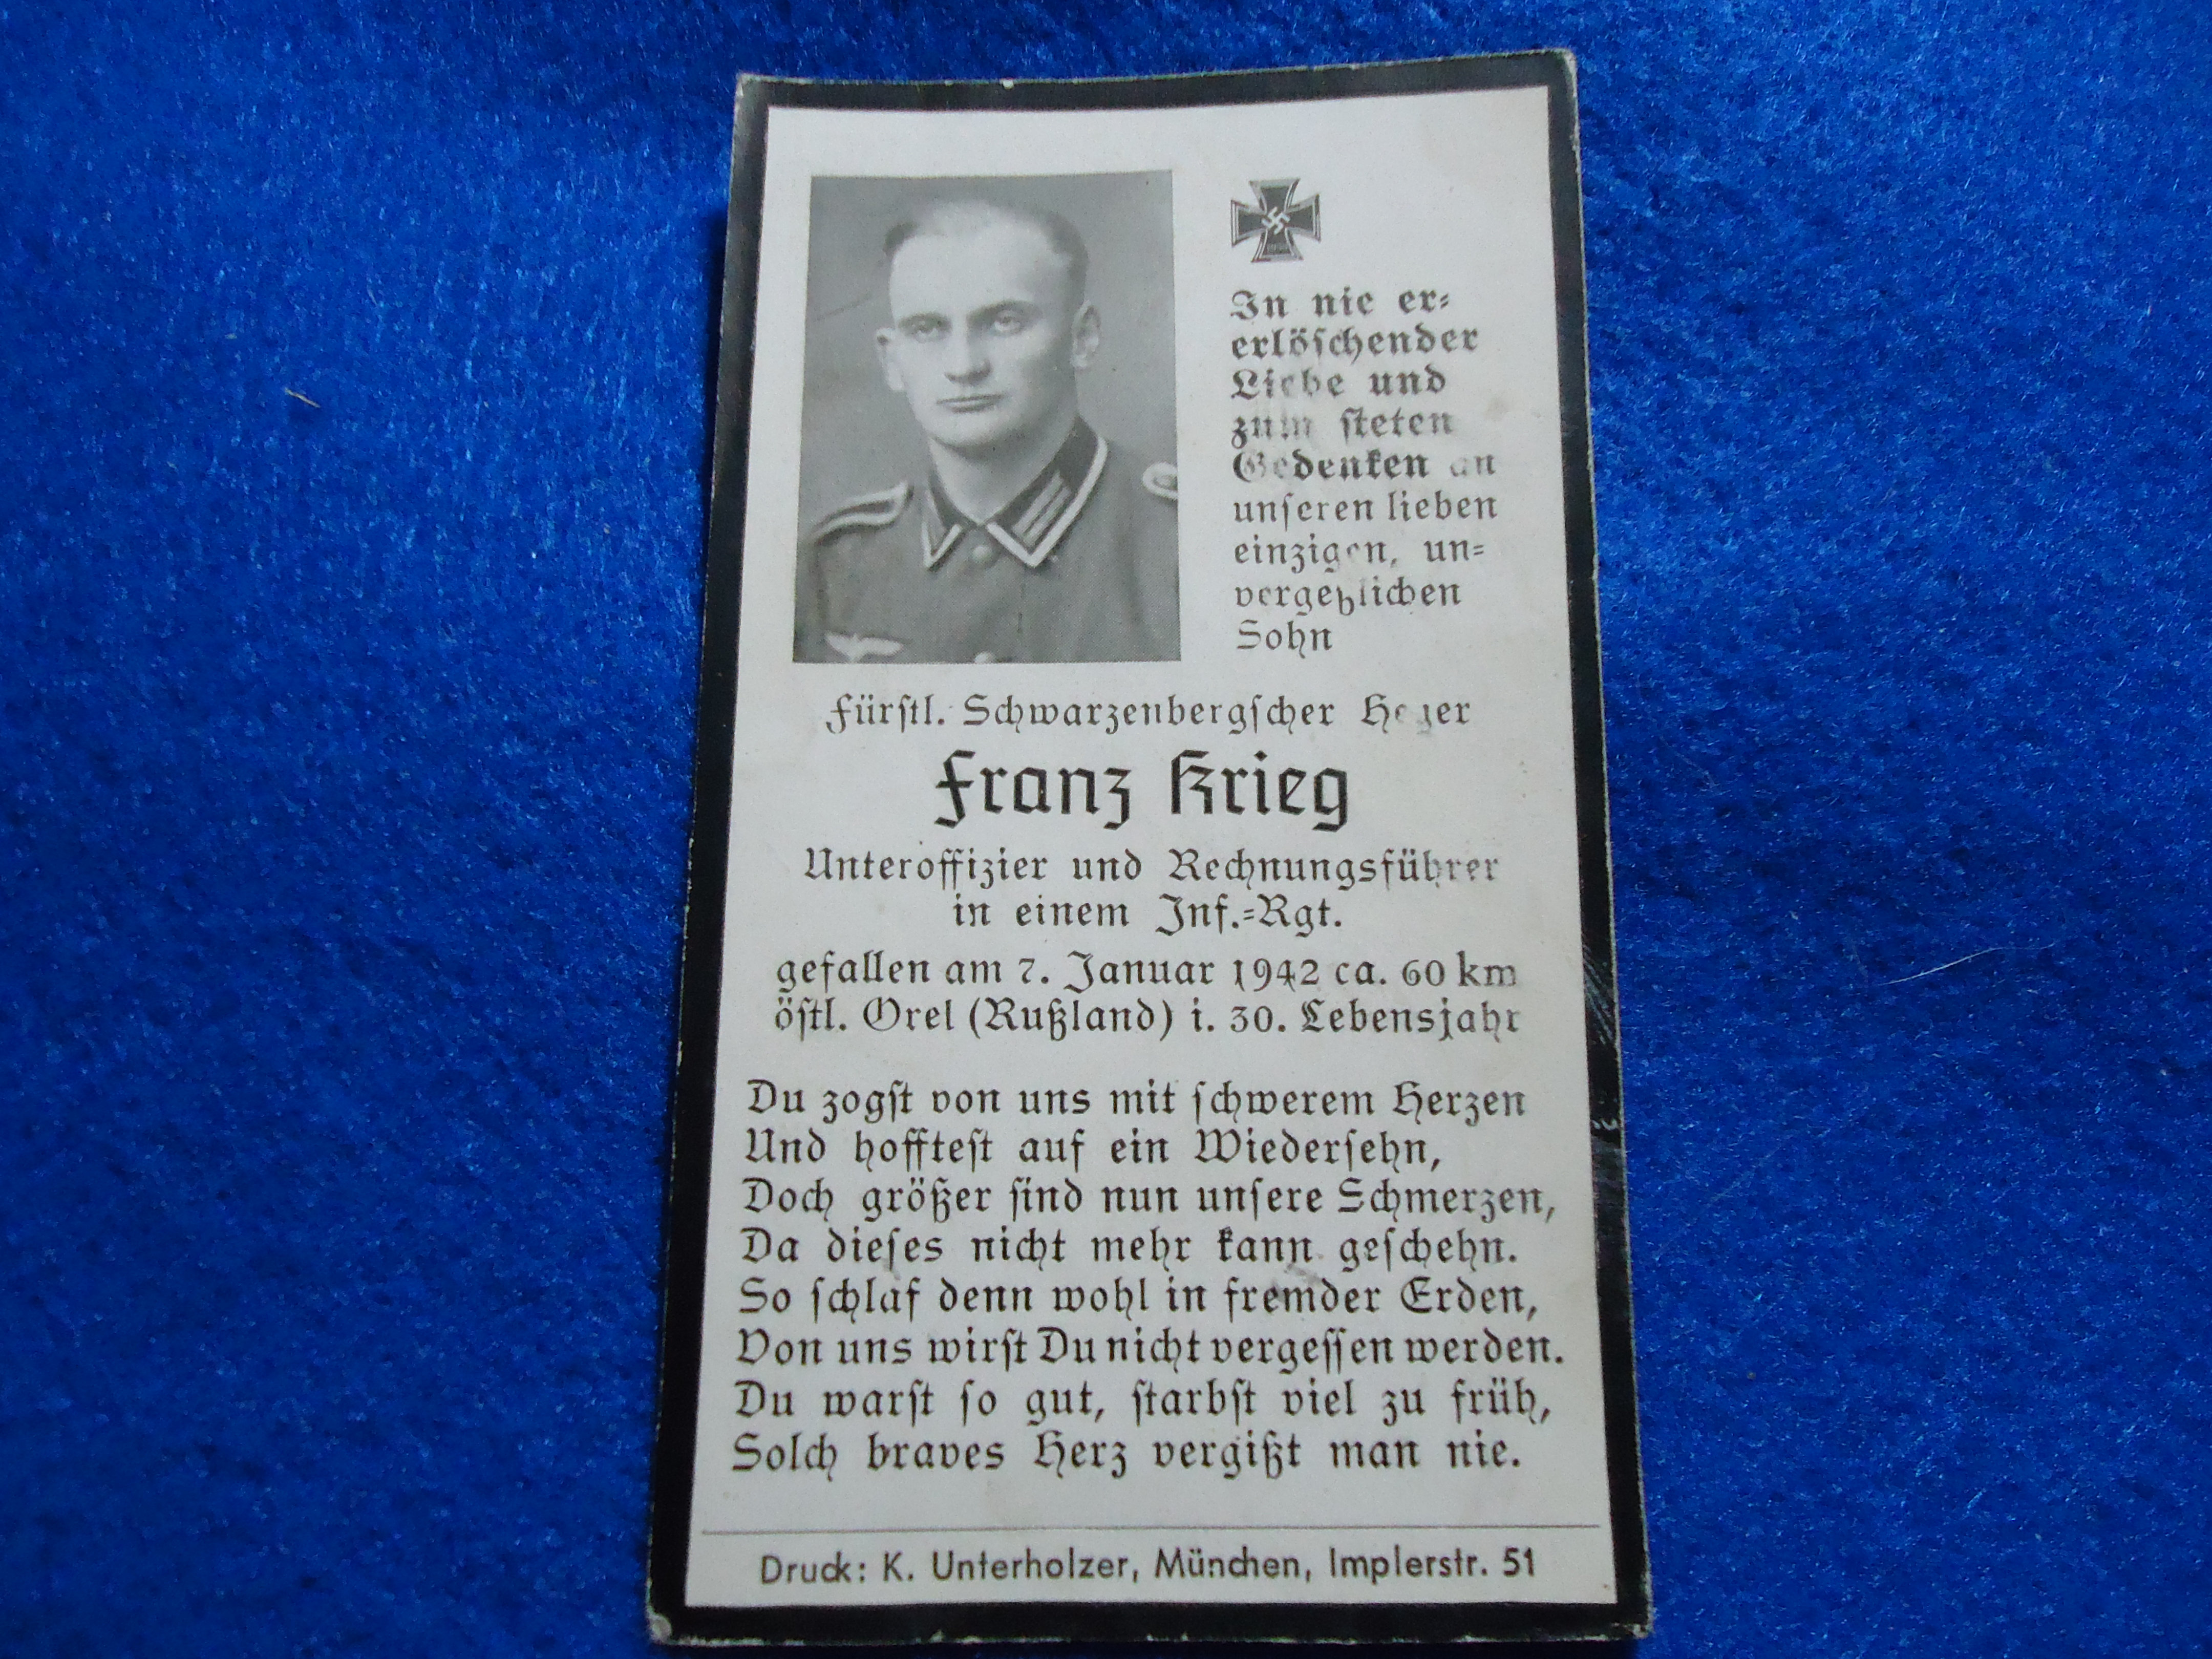 In nie er=
erlöschender
Liebe und
zum steten
Gedenken an
unseren lieben
einzigen, un=
vergeßlichen
Sohn
Fürstl. Schwarzenbergscher Heger
Franz Krieg
Unteroffizier und Rechnungsführer
in einem Inf.=Rgt.
gefallen am 7. Januar 1942 ca. 60 km
östl. Orel (Rußland) i. 30. Lebensjahr
Du zogst von uns mit schwerem Herzen
Und hofftest auf ein Wiedersehn,
Doch größer sind nun unsere Schmerzen,
Da dieses nicht mehr kann geschehn.
So schlaf denn wohl in fremder Erden,
Von uns wirst Du nicht vergessen werden.
Du warst so gut, starbst viel zu früh,
Solch braves Herz vergißt man nie.
Druck: K. Unterholzer, München, Implerstr. 51